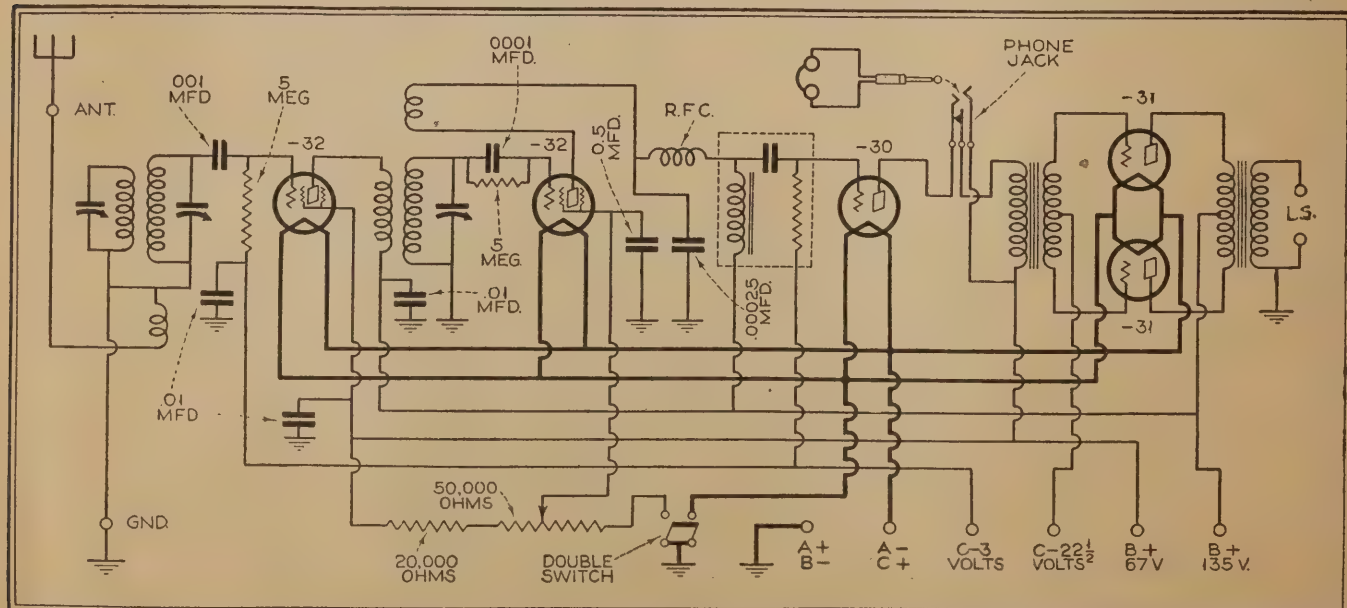 ANT.
.001
MFD
5
MEG
-32
.0001
MFD.
-32
5
MEG.
.01
MFD.
0.5
MFD.
R.F.C.
.00025
MFD.
-30
PHONE
JACK
-31
-31
L.S.
.01
MFD
GND.
50,000
OHMS
20,000
OHMS
DOUBLE
SWITCH
A+
B-
A-
C+
C-3
VOLTS
C-22½
VOLTS
B+
67V
B+
135V.